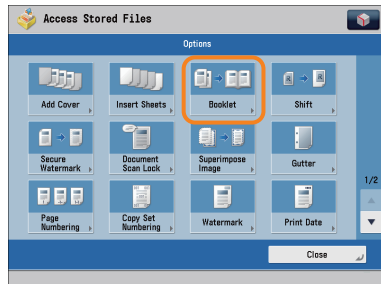 Access Stored Files
Options
Add Cover
Insert Sheets
Booklet
Shift
Secure
Watermark
Document
Scan Lock
Superimpose
Image
Gutter
1/2
Page
Numbering
Copy Set
Numbering
Watermark
Print Date
Close